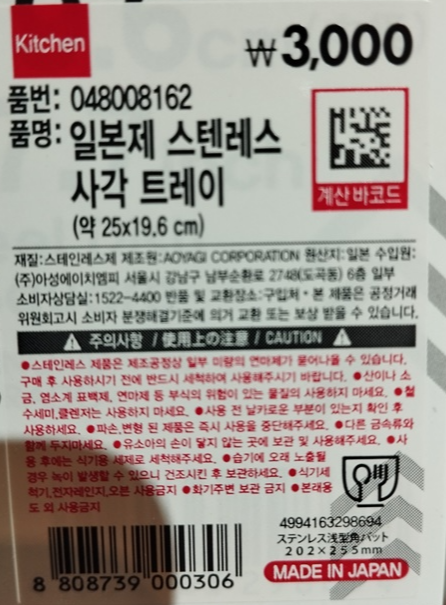 Kitchen
₩3,000
품번: 048008162
품명: 일본제 스텐레스
사각 트레이
(약 25x19.6 cm)
계산 바코드
재질:스테인레스제 제조원:AOYAGI CORPORATION 원산지:일본 수입원:
(주)아성에이치엠피 서울시 강남구 남부순환로 2748(도곡동) 6층 일부
소비자상담실:1522-4400 반품 및 교환장소:구입처 • 본 제품은 공정거래
위원회고시 소비자 분쟁해결기준에 의거 교환 또는 보상 받을 수 있습니다.
주의사항 / 使用上の注意 / CAUTION
●스테인레스 제품은 제조공정상 일부 미량의 연마제가 묻어나올 수 있습니다.
구매 후 사용하시기 전에 반드시 세척하여 사용해주시기 바랍니다. ●산이나 소
금, 염소계 표백제, 연마제 등 부식의 위험이 있는 물질의 사용하지 마세요. ●철
수세미,클렌저는 사용하지 마세요. ●사용 전 날카로운 부분이 있는지 확인 후
사용하세요. ●파손,변형 된 제품은 즉시 사용을 중단해주세요. ●다른 금속류와
함께 두지마세요. ●유소아의 손이 닿지 않는 곳에 보관 및 사용해주세요. ●사
용 후에는 식기용 세제로 세척해주세요. ●습기에 오래 노출될
경우 녹이 발생할 수 있으니 건조시킨 후 보관하세요. ●식기세
척기,전자레인지,오븐 사용금지 ●화기주변 보관 금지 ●본래용
도 외 사용금지
4994163298694
ステンレス浅型角バット
202×255mm
MADE IN JAPAN
8 808739 000306